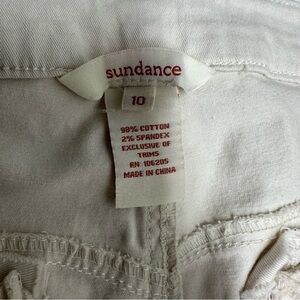 sundance
10
98% COTTON
2% SPANDEX
EXCLUSIVE OF
TRIMS
RN 106205
MADE IN CHINA